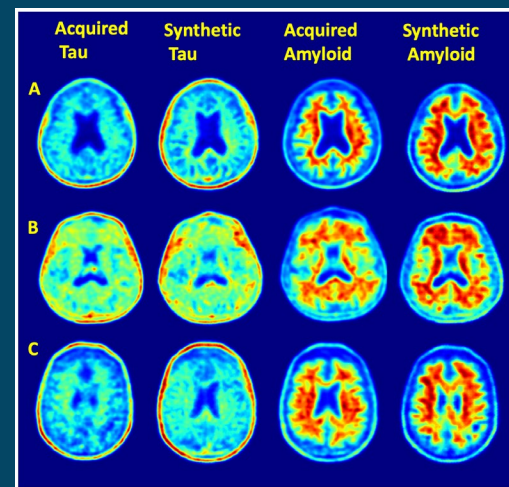 Acquired Tau
Synthetic Tau
Acquired Amyloid
Synthetic Amyloid
A
B
C